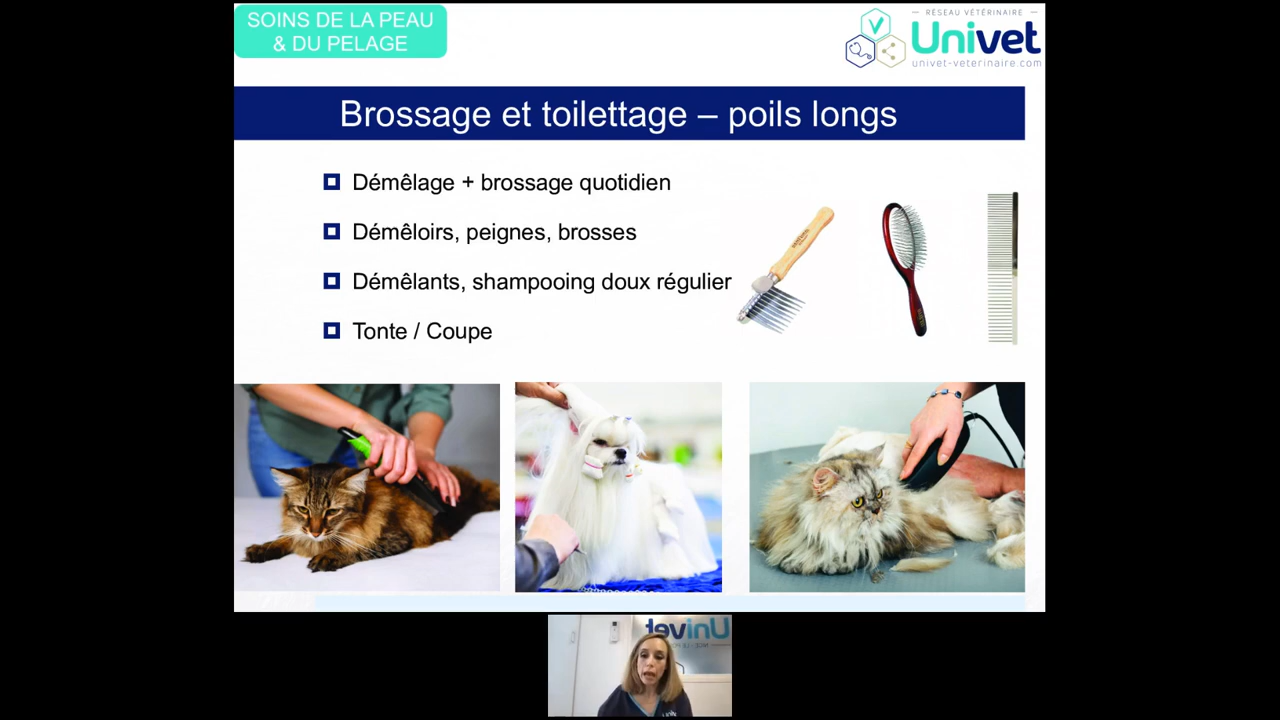 SOINS DE LA PEAU
& DU PELAGE
RÉSEAU VÉTÉRINAIRE
Univet
univet-veterinaire.com
Brossage et toilettage – poils longs
Démêlage + brossage quotidien
Démêloirs, peignes, brosses
Démêlants, shampooing doux régulier
Tonte / Coupe
Univet